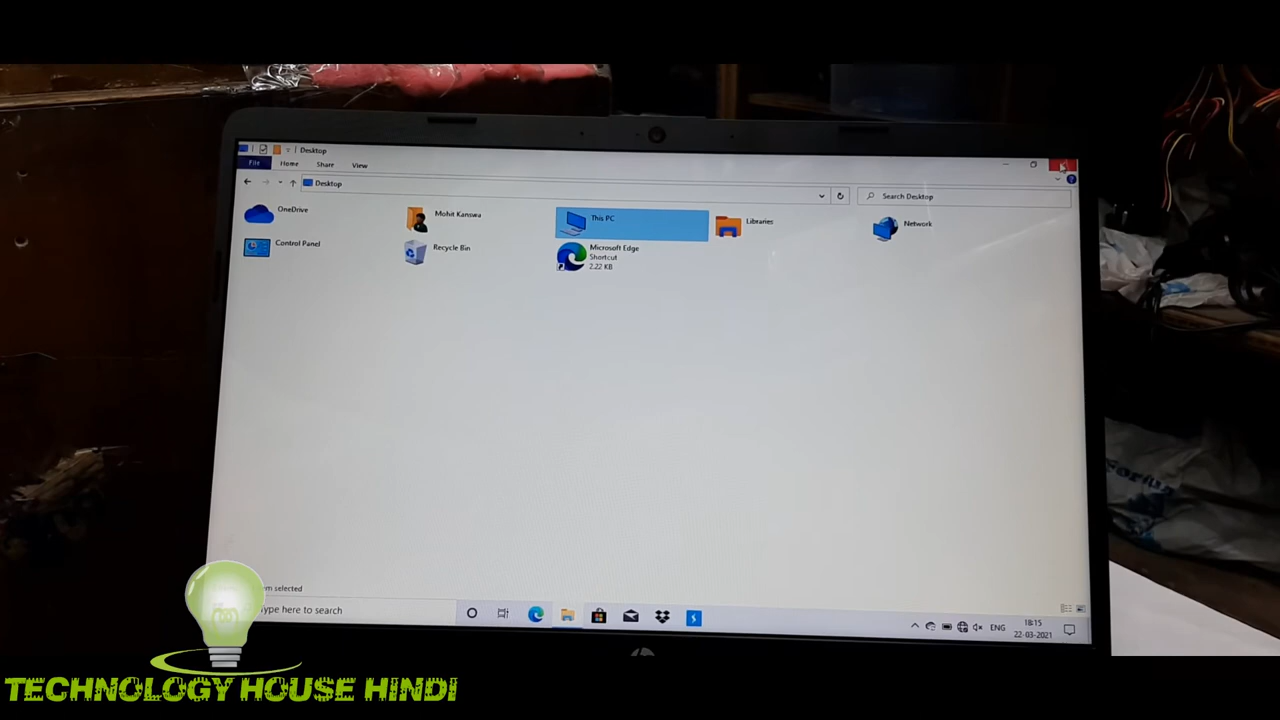 Desktop
File Home Share View
Desktop
Search Desktop
OneDrive
Mohit Kanswa
This PC
Libraries
Network
Control Panel
Recycle Bin
Microsoft Edge
Shortcut
2.22 KB
selected
ype here to search
ENG
18:15
22-03-2021
hp
TECHNOLOGY HOUSE HINDI